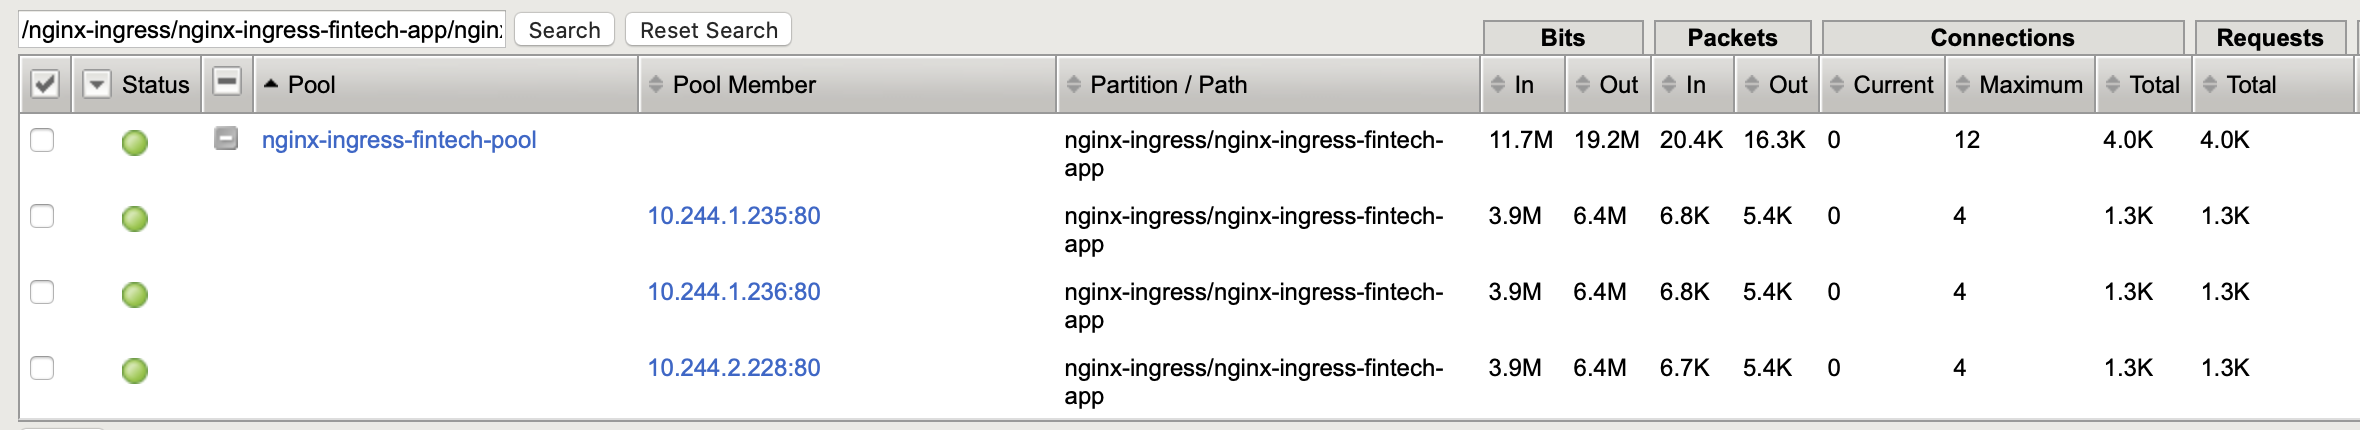 /nginx-ingress/nginx-ingress-fintech-app/ngin Search Reset Search
Bits Packets Connections Requests
Status Pool Pool Member Partition / Path In Out In Out Current Maximum Total Total
nginx-ingress-fintech-pool nginx-ingress/nginx-ingress-fintech- 11.7M 19.2M 20.4K 16.3K 0 12 4.0K 4.0K
app
10.244.1.235:80 nginx-ingress/nginx-ingress-fintech- 3.9M 6.4M 6.8K 5.4K 0 4 1.3K 1.3K
app
10.244.1.236:80 nginx-ingress/nginx-ingress-fintech- 3.9M 6.4M 6.8K 5.4K 0 4 1.3K 1.3K
app
10.244.2.228:80 nginx-ingress/nginx-ingress-fintech- 3.9M 6.4M 6.7K 5.4K 0 4 1.3K 1.3K
app